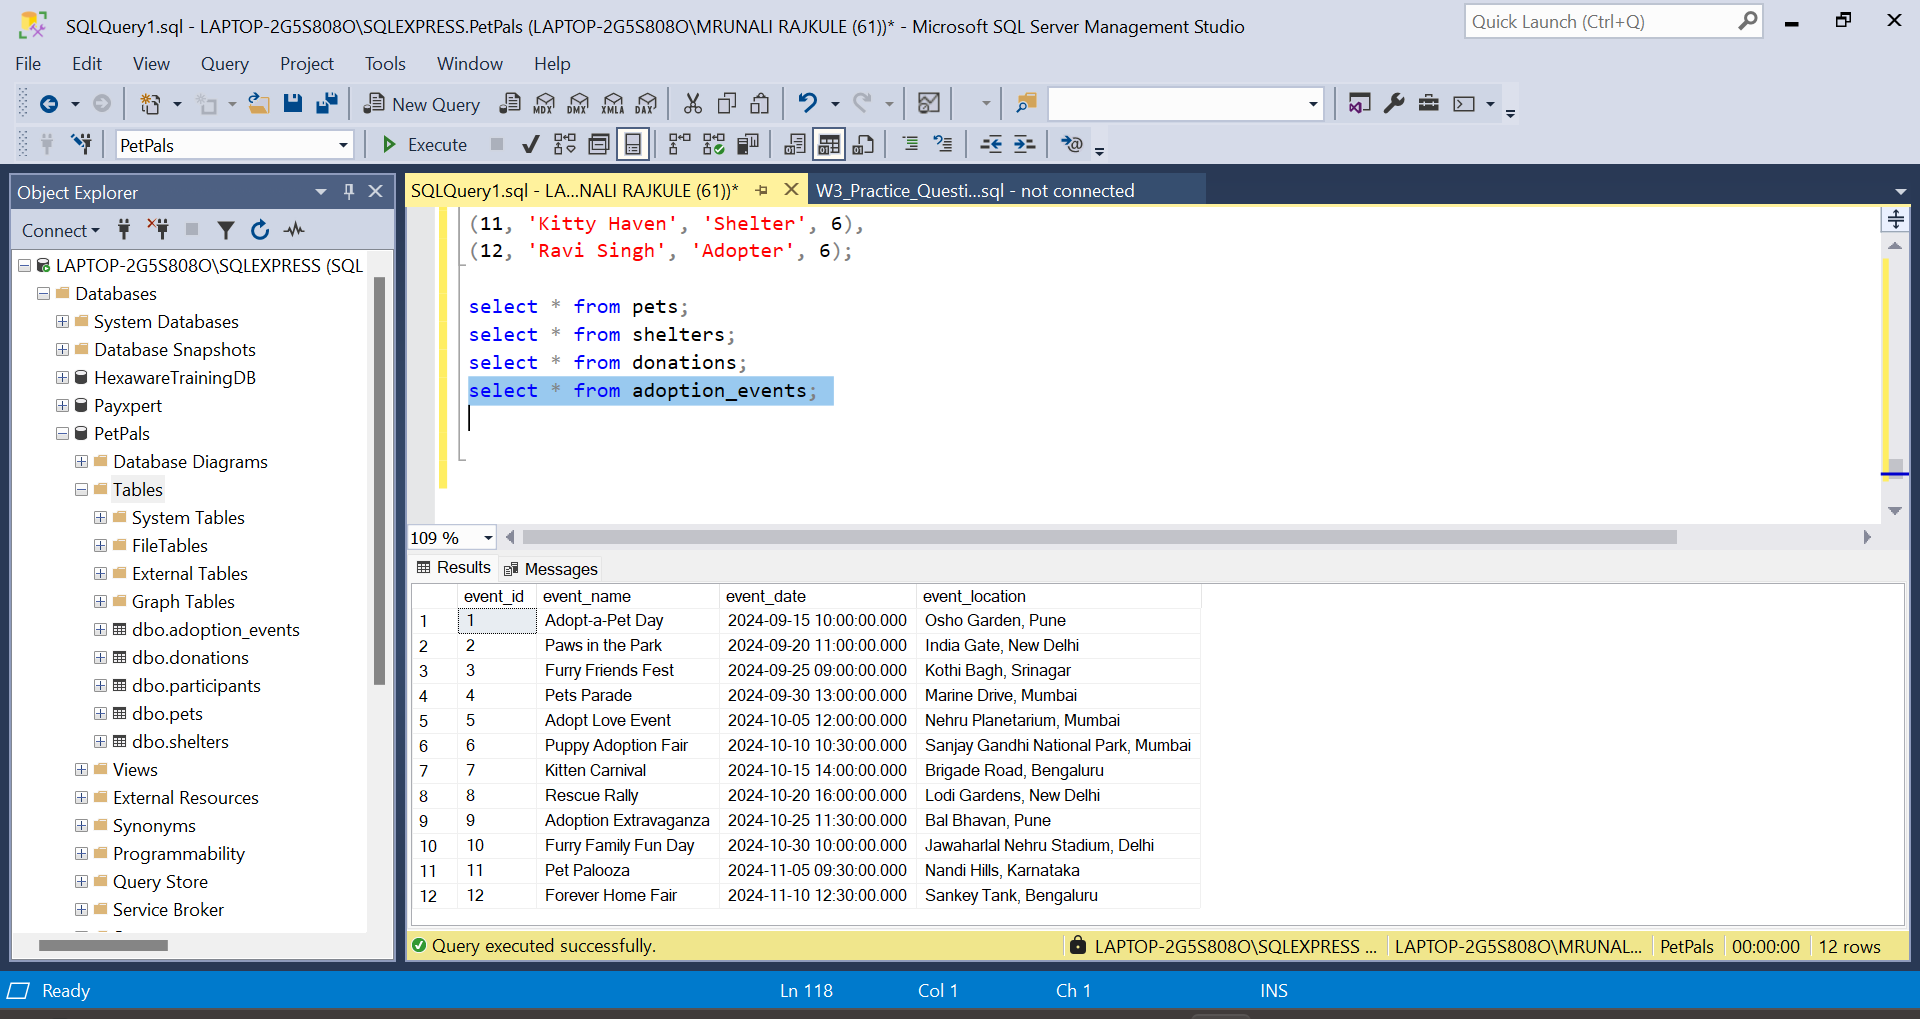 SQLQuery1.sql - LAPTOP-2G5S808O\SQLEXPRESS.PetPals (LAPTOP-2G5S808O\MRUNALI RAJKULE (61))* - Microsoft SQL Server Management Studio
Quick Launch (Ctrl+Q)
File Edit View Query Project Tools Window Help
New Query MDX DMX XMLA DAX
PetPals Execute
Object Explorer
Connect
LAPTOP-2G5S808O\SQLEXPRESS (SQL
Databases
System Databases
Database Snapshots
HexawareTrainingDB
Payxpert
PetPals
Database Diagrams
Tables
System Tables
FileTables
External Tables
Graph Tables
dbo.adoption_events
dbo.donations
dbo.participants
dbo.pets
dbo.shelters
Views
External Resources
Synonyms
Programmability
Query Store
Service Broker
SQLQuery1.sql - LA...NALI RAJKULE (61))* W3_Practice_Questi...sql - not connected
(11, 'Kitty Haven', 'Shelter', 6),
(12, 'Ravi Singh', 'Adopter', 6);
select * from pets;
select * from shelters;
select * from donations;
select * from adoption_events;
109 %
Results Messages
event_id event_name event_date event_location
1 1 Adopt-a-Pet Day 2024-09-15 10:00:00.000 Osho Garden, Pune
2 2 Paws in the Park 2024-09-20 11:00:00.000 India Gate, New Delhi
3 3 Furry Friends Fest 2024-09-25 09:00:00.000 Kothi Bagh, Srinagar
4 4 Pets Parade 2024-09-30 13:00:00.000 Marine Drive, Mumbai
5 5 Adopt Love Event 2024-10-05 12:00:00.000 Nehru Planetarium, Mumbai
6 6 Puppy Adoption Fair 2024-10-10 10:30:00.000 Sanjay Gandhi National Park, Mumbai
7 7 Kitten Carnival 2024-10-15 14:00:00.000 Brigade Road, Bengaluru
8 8 Rescue Rally 2024-10-20 16:00:00.000 Lodi Gardens, New Delhi
9 9 Adoption Extravaganza 2024-10-25 11:30:00.000 Bal Bhavan, Pune
10 10 Furry Family Fun Day 2024-10-30 10:00:00.000 Jawaharlal Nehru Stadium, Delhi
11 11 Pet Palooza 2024-11-05 09:30:00.000 Nandi Hills, Karnataka
12 12 Forever Home Fair 2024-11-10 12:30:00.000 Sankey Tank, Bengaluru
Query executed successfully. LAPTOP-2G5S808O\SQLEXPRESS ... LAPTOP-2G5S808O\MRUNAL... PetPals 00:00:00 12 rows
Ready Ln 118 Col 1 Ch 1 INS